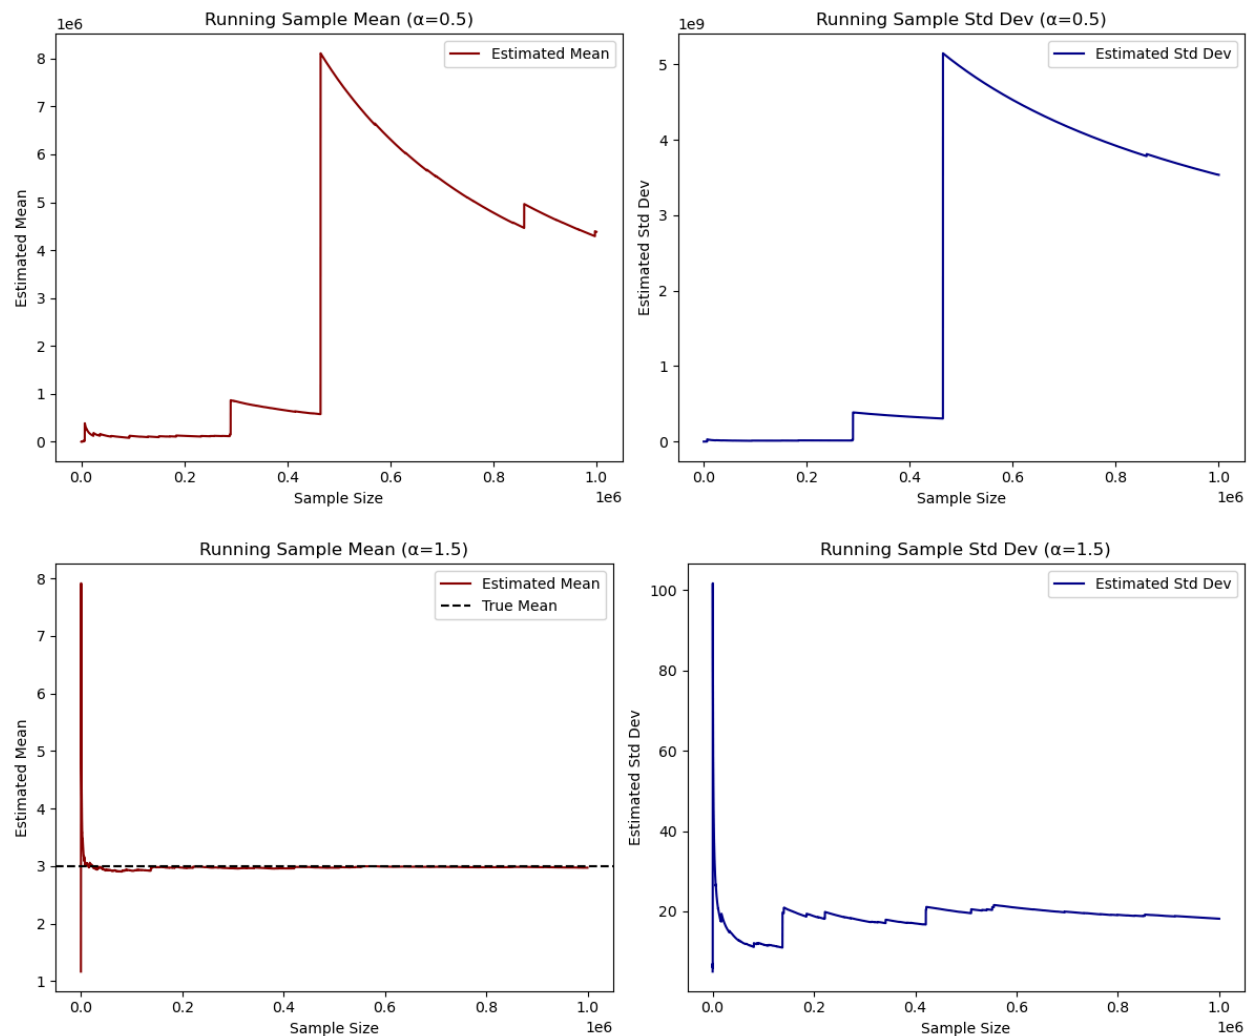 Running Sample Mean (α=0.5)
1e6
Estimated Mean
8
7
6
5
4
3
2
1
0
Estimated Mean
0.0 0.2 0.4 0.6 0.8 1.0
Sample Size
1e6
Running Sample Std Dev (α=0.5)
1e9
Estimated Std Dev
5
4
3
2
1
0
Estimated Std Dev
0.0 0.2 0.4 0.6 0.8 1.0
Sample Size
1e6
Running Sample Mean (α=1.5)
Estimated Mean
True Mean
8
7
6
5
4
3
2
1
Estimated Mean
0.0 0.2 0.4 0.6 0.8 1.0
Sample Size
1e6
Running Sample Std Dev (α=1.5)
Estimated Std Dev
100
80
60
40
20
Estimated Std Dev
0.0 0.2 0.4 0.6 0.8 1.0
Sample Size
1e6